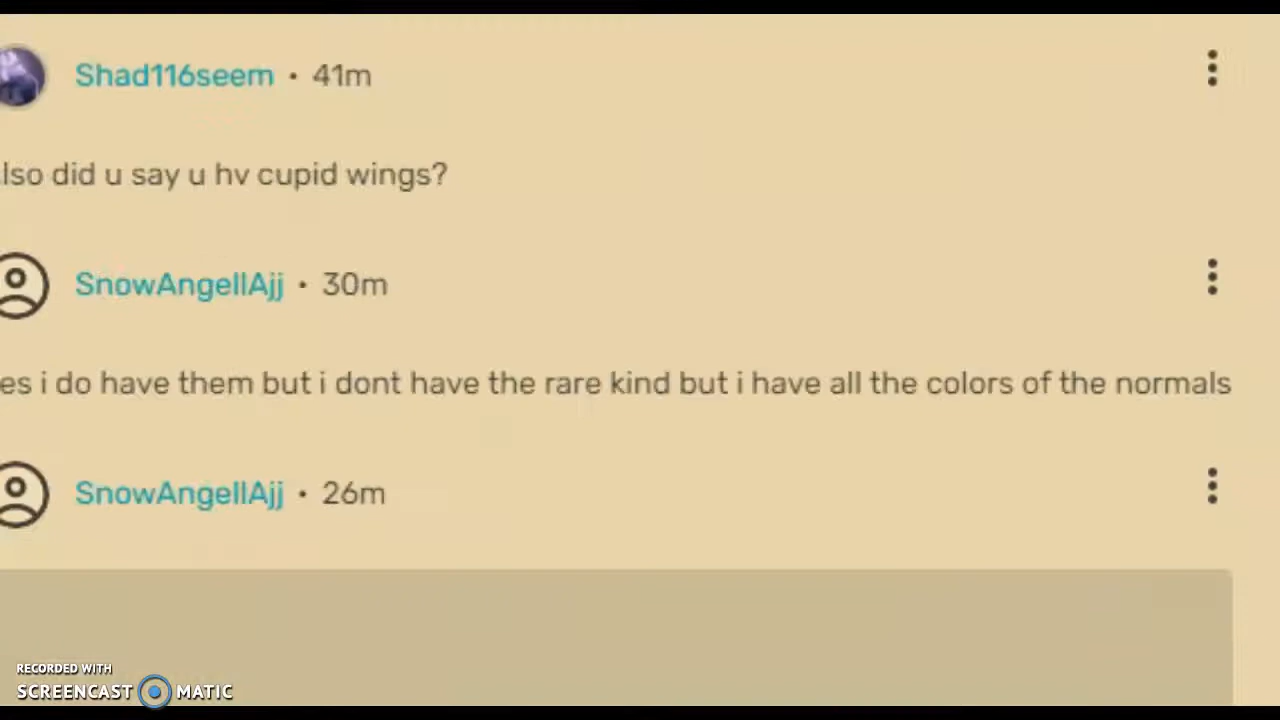 Shad116seem • 41m
lso did u say u hv cupid wings?
SnowAngellAjj • 30m
es i do have them but i dont have the rare kind but i have all the colors of the normals
SnowAngellAjj • 26m
RECORDED WITH
SCREENCAST MATIC